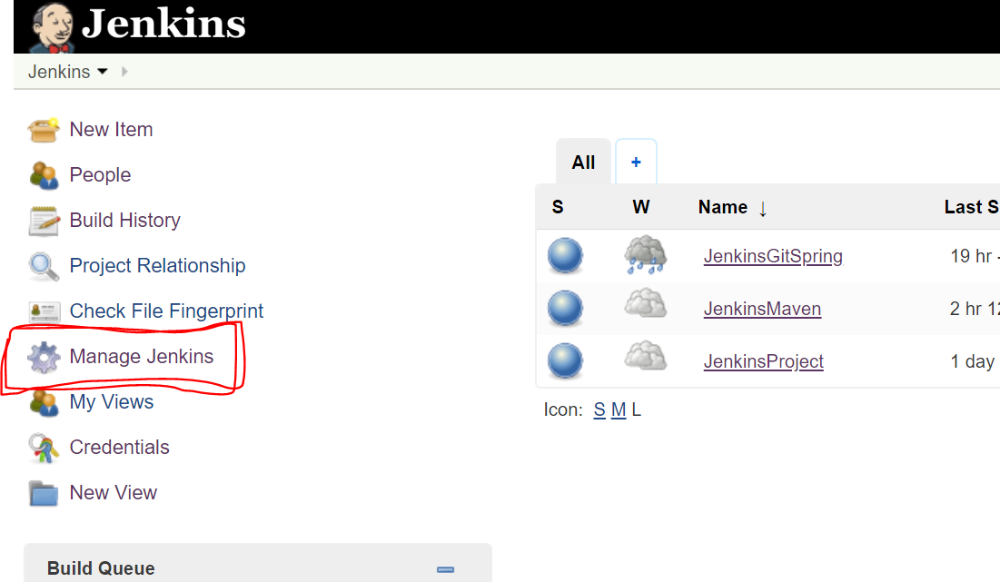 Jenkins
Jenkins
New Item
People
Build History
Project Relationship
Check File Fingerprint
Manage Jenkins
My Views
Credentials
New View
Build Queue
All +
S W Name ↓ Last S
JenkinsGitSpring 19 hr -
JenkinsMaven 2 hr 12
JenkinsProject 1 day
Icon: S M L